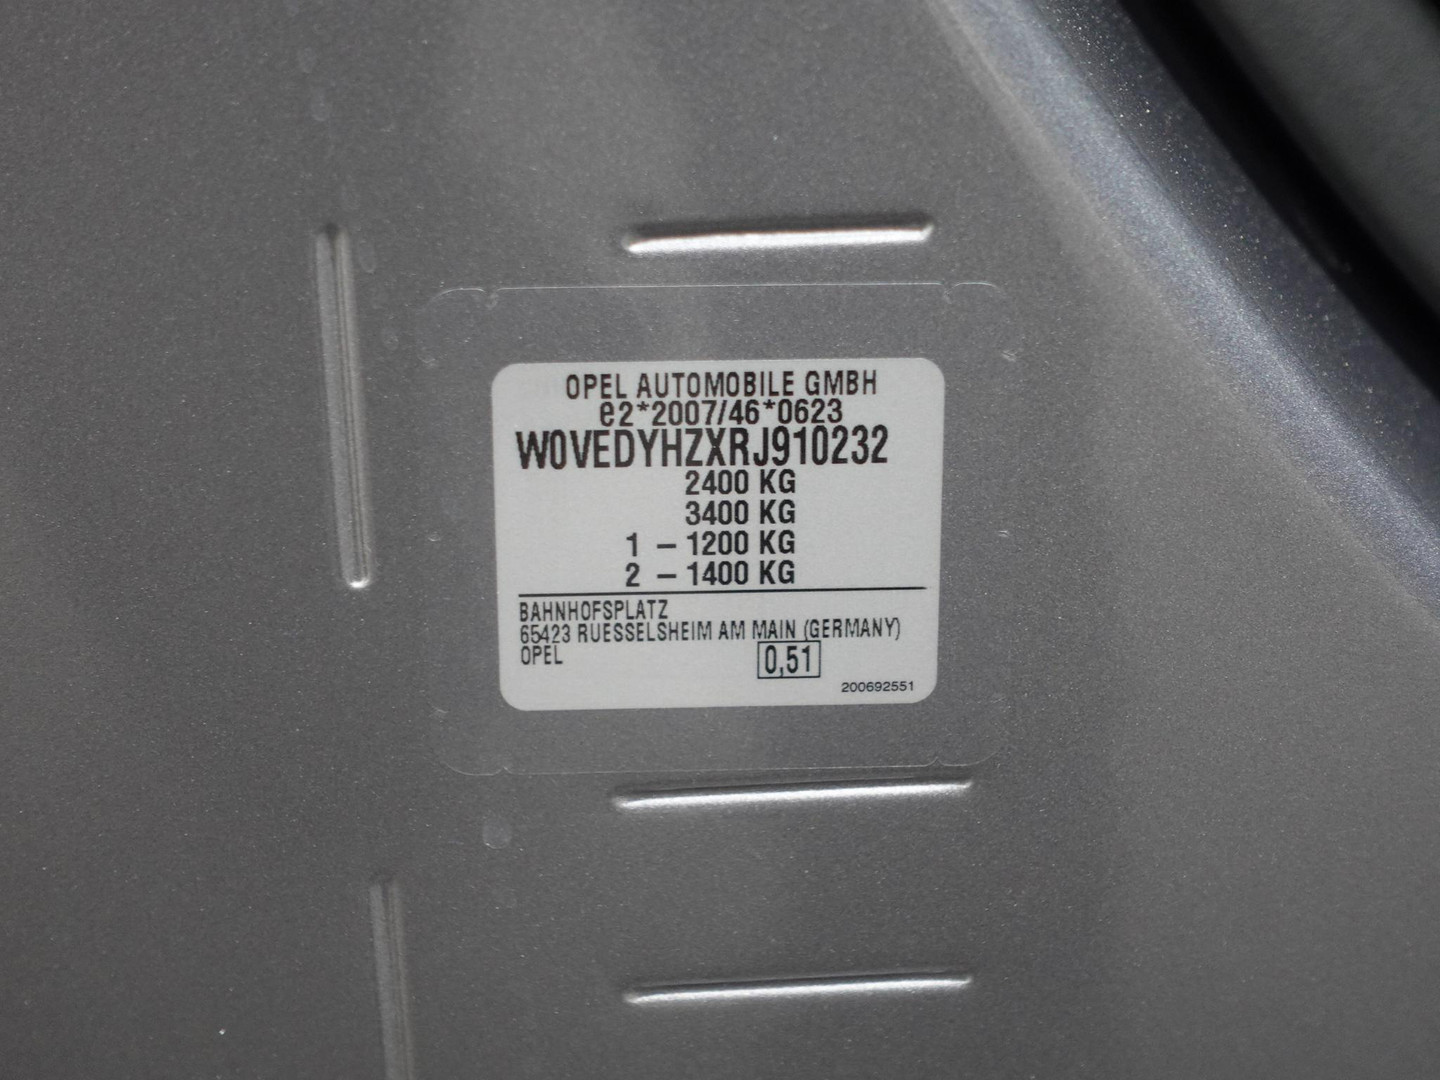 OPEL AUTOMOBILE GMBH
e2*2007/46*0623
W0VEDYHZXRJ910232
2400 KG
3400 KG
1 – 1200 KG
2 – 1400 KG
BAHNHOFSPLATZ
65423 RUESSELSHEIM AM MAIN (GERMANY)
OPEL 0,51
200692551